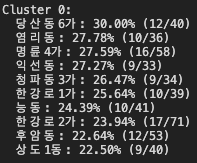 Cluster 0:
당산동6가: 30.00% (12/40)
염리동: 27.78% (10/36)
명륜4가: 27.59% (16/58)
익선동: 27.27% (9/33)
청파동3가: 26.47% (9/34)
한강로1가: 25.64% (10/39)
능동: 24.39% (10/41)
한강로2가: 23.94% (17/71)
후암동: 22.64% (12/53)
상도1동: 22.50% (9/40)